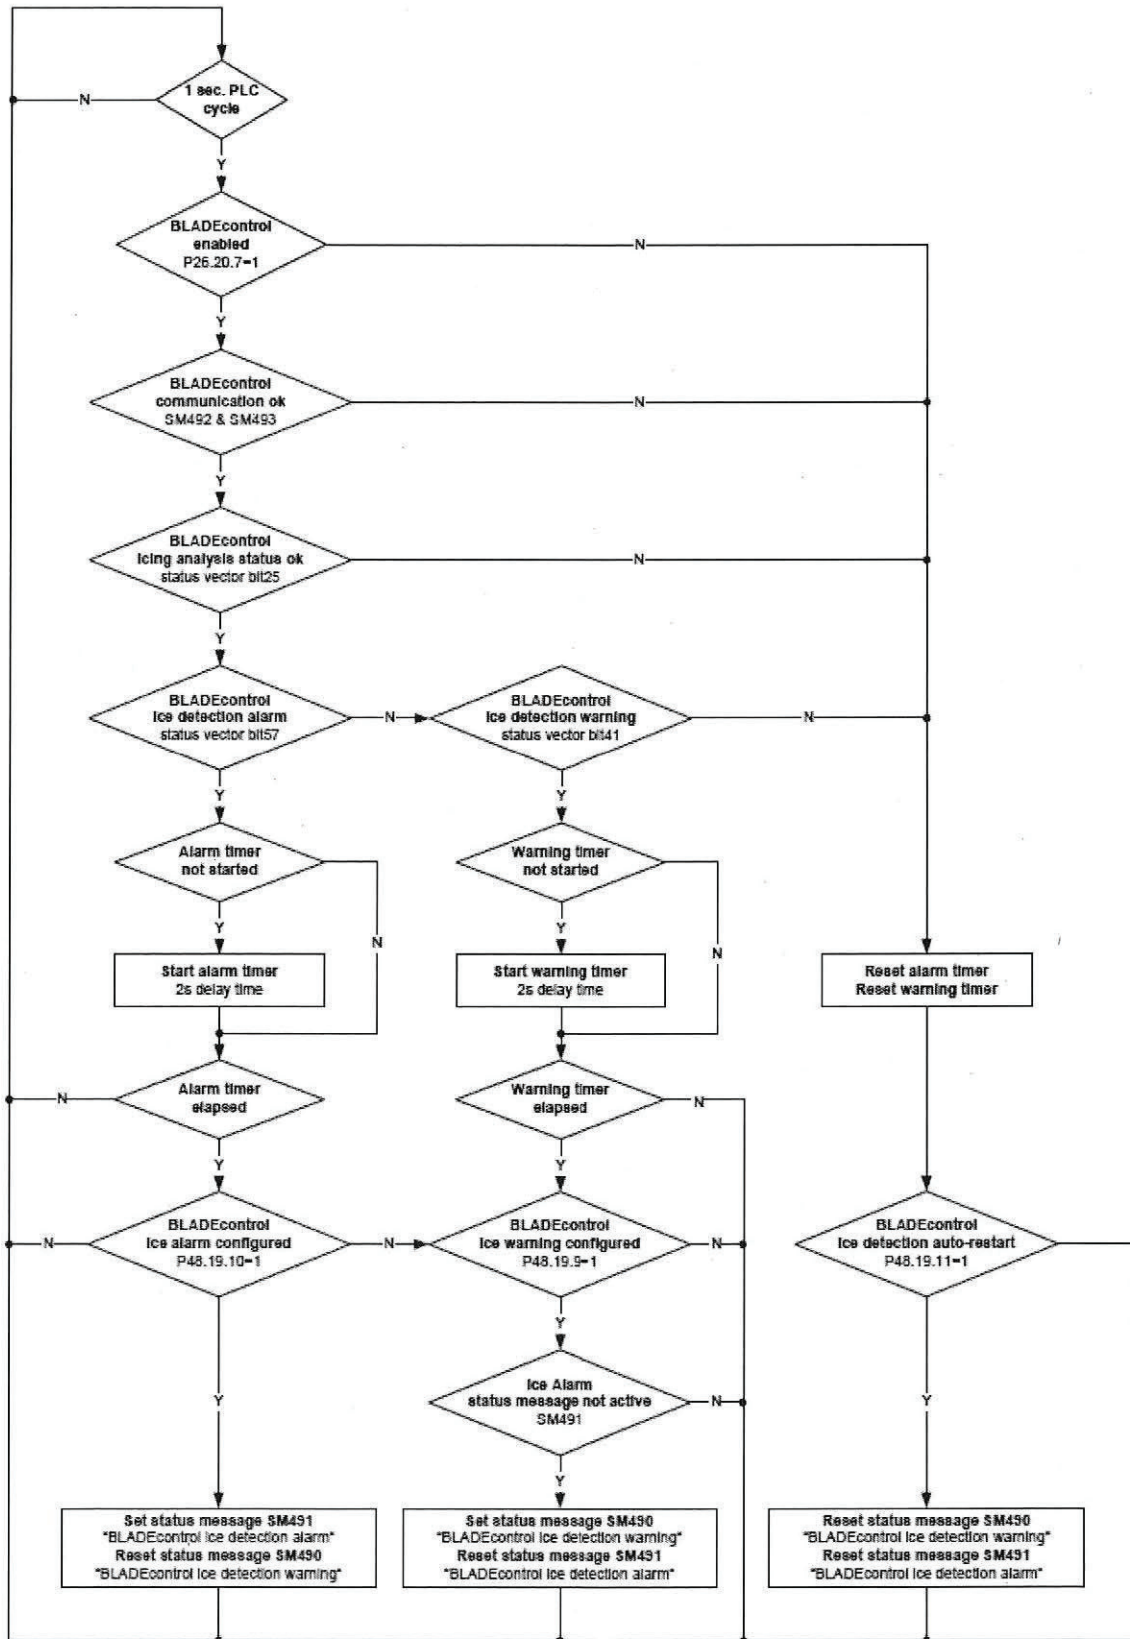 1 sec. PLC
cycle
N
Y
BLADEcontrol
enabled
P26.20.7=1
N
Y
BLADEcontrol
communication ok
SM492 & SM493
N
Y
BLADEcontrol
Icing analysis status ok
status vector bit25
N
Y
BLADEcontrol
Ice detection alarm
status vector bit57
N
BLADEcontrol
Ice detection warning
status vector bit41
N
Y
Y
Alarm timer
not started
Warning timer
not started
Y
N
Y
N
Start alarm timer
2s delay time
Start warning timer
2s delay time
Reset alarm timer
Reset warning timer
N
Alarm timer
elapsed
Warning timer
elapsed
N
Y
Y
N
BLADEcontrol
Ice alarm configured
P48.19.10=1
N
BLADEcontrol
Ice warning configured
P48.19.9=1
N
BLADEcontrol
Ice detection auto-restart
P48.19.11=1
Y
Ice Alarm
status message not active
SM491
N
Y
Y
Y
Set status message SM491
"BLADEcontrol Ice detection alarm"
Reset status message SM490
"BLADEcontrol Ice detection warning"
Set status message SM490
"BLADEcontrol Ice detection warning"
Reset status message SM491
"BLADEcontrol Ice detection alarm"
Reset status message SM490
"BLADEcontrol Ice detection warning"
Reset status message SM491
"BLADEcontrol Ice detection alarm"